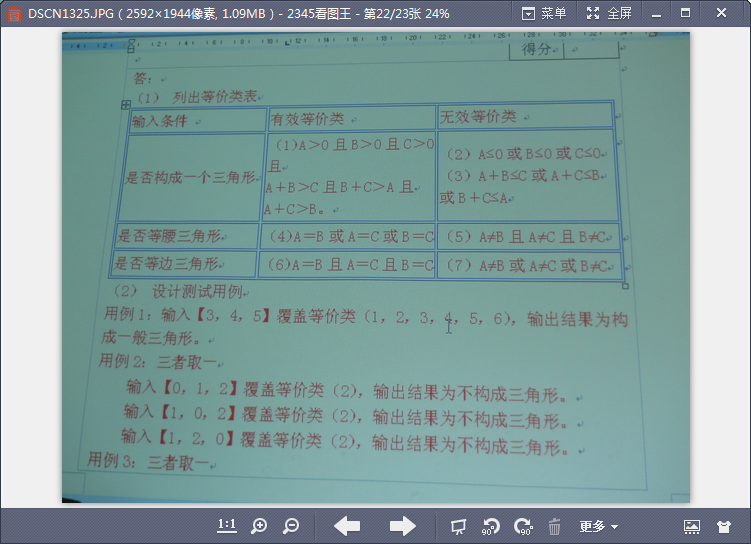 DSCN1325.JPG（2592×1944像素, 1.09MB）- 2345看图王 - 第22/23张 24%
菜单
全屏
得分
答：
（1） 列出等价类表
输入条件 有效等价类 无效等价类
是否构成一个三角形
（1)A＞0 且 B＞0 且 C＞0
且
A＋B＞C 且 B＋C＞A 且
A＋C＞B。
（2）A≤0 或 B≤0 或 C≤0
（3）A＋B≤C 或 A＋C≤B
或 B＋C≤A
是否等腰三角形 （4)A＝B 或 A＝C 或 B＝C （5）A≠B 且 A≠C 且 B≠C
是否等边三角形 （6)A＝B 且 A＝C 且 B＝C （7）A≠B 或 A≠C 或 B≠C
（2） 设计测试用例
用例 1：输入【3，4，5】覆盖等价类（1，2，3，4，5，6），输出结果为构
成一般三角形。
用例 2：三者取一
输入【0，1，2】覆盖等价类（2），输出结果为不构成三角形。
输入【1，0，2】覆盖等价类（2），输出结果为不构成三角形。
输入【1，2，0】覆盖等价类（2），输出结果为不构成三角形。
用例 3：三者取一
1:1
90
90
更多